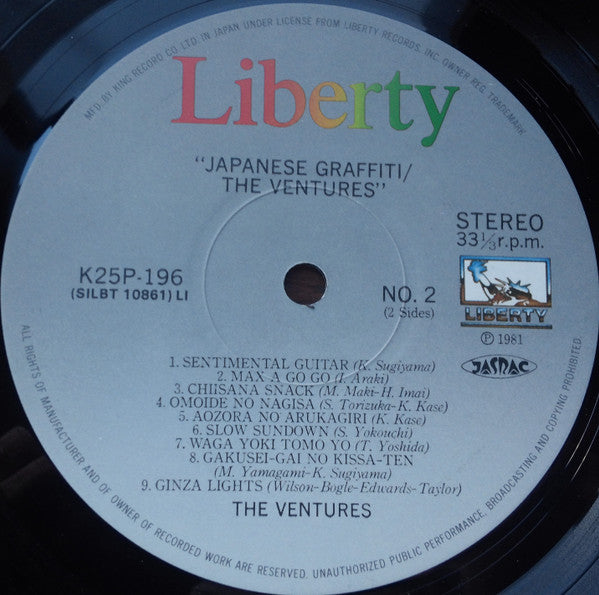 MFD. BY KING RECORD CO. LTD. IN JAPAN UNDER LICENSE FROM LIBERTY RECORDS, INC. OWNER REG. TRADEMARK
Liberty
"JAPANESE GRAFFITI/
THE VENTURES"
STEREO
33⅓r.p.m.
K25P-196
(SILBT 10861) LI
NO. 2
(2 Sides)
LIBERTY
Ⓟ 1981
JASRAC
1. SENTIMENTAL GUITAR (K. Sugiyama)
2. MAX A GO GO (I. Araki)
3. CHIISANA SNACK (M. Maki-H. Imai)
4. OMOIDE NO NAGISA (S. Torizuka-K. Kase)
5. AOZORA NO ARUKAGIRI (K. Kase)
6. SLOW SUNDOWN (S. Yokouchi)
7. WAGA YOKI TOMO YO (T. Yoshida)
8. GAKUSEI-GAI NO KISSA-TEN
(M. Yamagami-K. Sugiyama)
9. GINZA LIGHTS (Wilson-Bogle-Edwards-Taylor)
THE VENTURES
ALL RIGHTS OF MANUFACTURER AND OF OWNER OF RECORDED WORK ARE RESERVED. UNAUTHORIZED PUBLIC PERFORMANCE, BROADCASTING AND COPYING PROHIBITED.